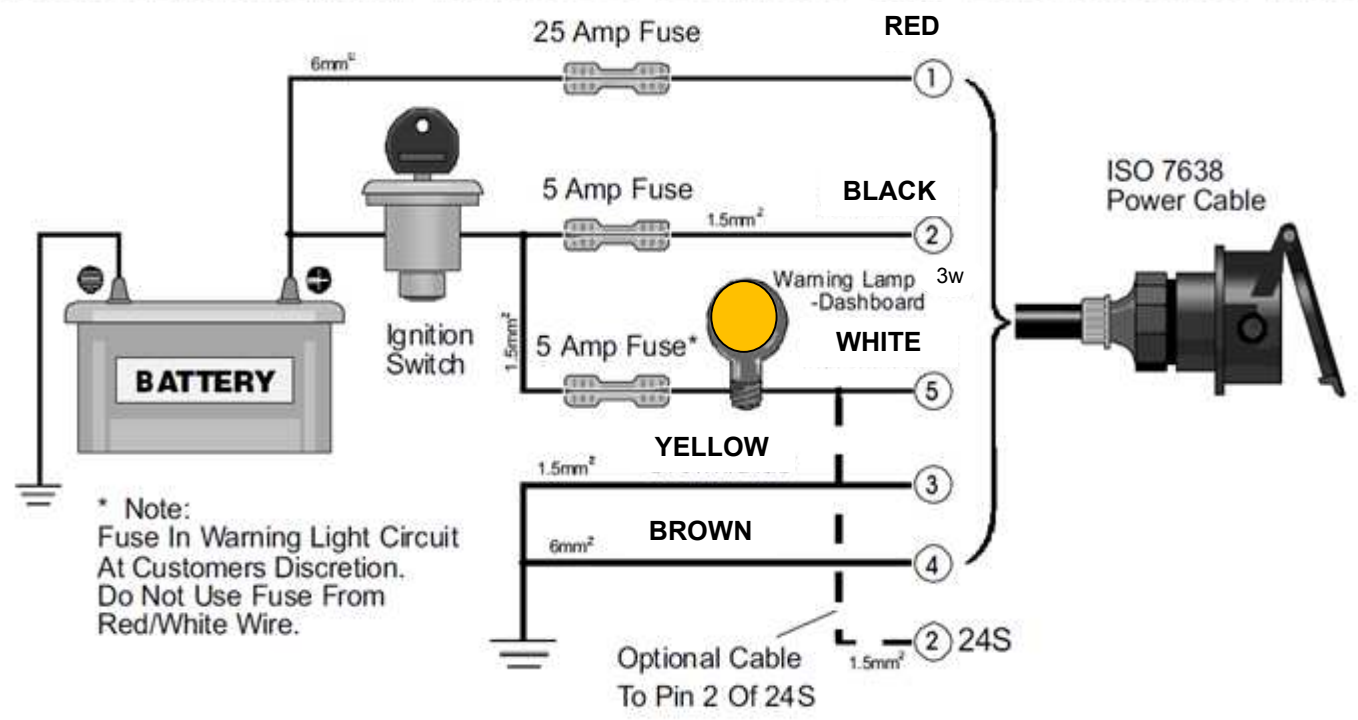 25 Amp Fuse
RED
6mm²
1
ISO 7638
Power Cable
5 Amp Fuse
BLACK
1.5mm²
2
Warning Lamp 3w
-Dashboard
Ignition
Switch
1.5mm²
5 Amp Fuse*
WHITE
BATTERY
5
YELLOW
1.5mm²
3
* Note:
Fuse In Warning Light Circuit
At Customers Discretion.
Do Not Use Fuse From
Red/White Wire.
BROWN
6mm²
4
Optional Cable
To Pin 2 Of 24S
1.5mm²
2 24S